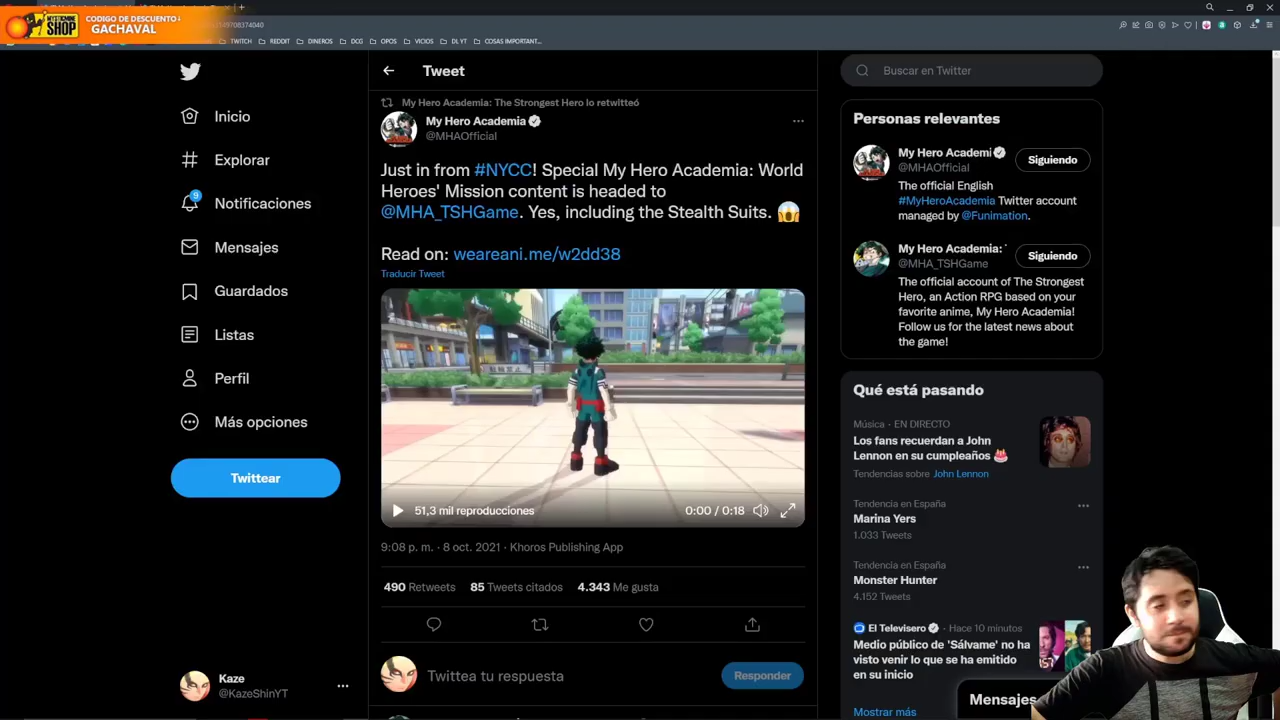 MYSTICMINE
SHOP
CODIGO DE DESCUENTO:
GACHAVAL
149708374040
TWITCH
REDDIT
DINEROS
DCG
OPOS
VICIOS
DL YT
COSAS IMPORTANT...
Inicio
Explorar
9
Notificaciones
Mensajes
Guardados
Listas
Perfil
Más opciones
Twittear
Kaze
@KazeShinYT
Tweet
My Hero Academia: The Strongest Hero lo retwitteó
My Hero Academia
@MHAOfficial
Just in from #NYCC! Special My Hero Academia: World
Heroes' Mission content is headed to
@MHA_TSHGame. Yes, including the Stealth Suits. 😱
Read on: weareani.me/w2dd38
Traducir Tweet
51,3 mil reproducciones
0:00 / 0:18
9:08 p. m. · 8 oct. 2021 · Khoros Publishing App
490 Retweets 85 Tweets citados 4.343 Me gusta
Twittea tu respuesta
Responder
Buscar en Twitter
Personas relevantes
My Hero Academi
@MHAOfficial
Siguiendo
The official English
#MyHeroAcademia Twitter account
managed by @Funimation.
My Hero Academia: '
@MHA_TSHGame
Siguiendo
The official account of The Strongest
Hero, an Action RPG based on your
favorite anime, My Hero Academia!
Follow us for the latest news about
the game!
Qué está pasando
Música · EN DIRECTO
Los fans recuerdan a John
Lennon en su cumpleaños 🎂
Tendencias sobre John Lennon
Tendencia en España
Marina Yers
1.033 Tweets
Tendencia en España
Monster Hunter
4.152 Tweets
El Televisero · Hace 10 minutos
Medio público de 'Sálvame' no ha
visto venir lo que se ha emitido
en su inicio
Mostrar más
Mensajes